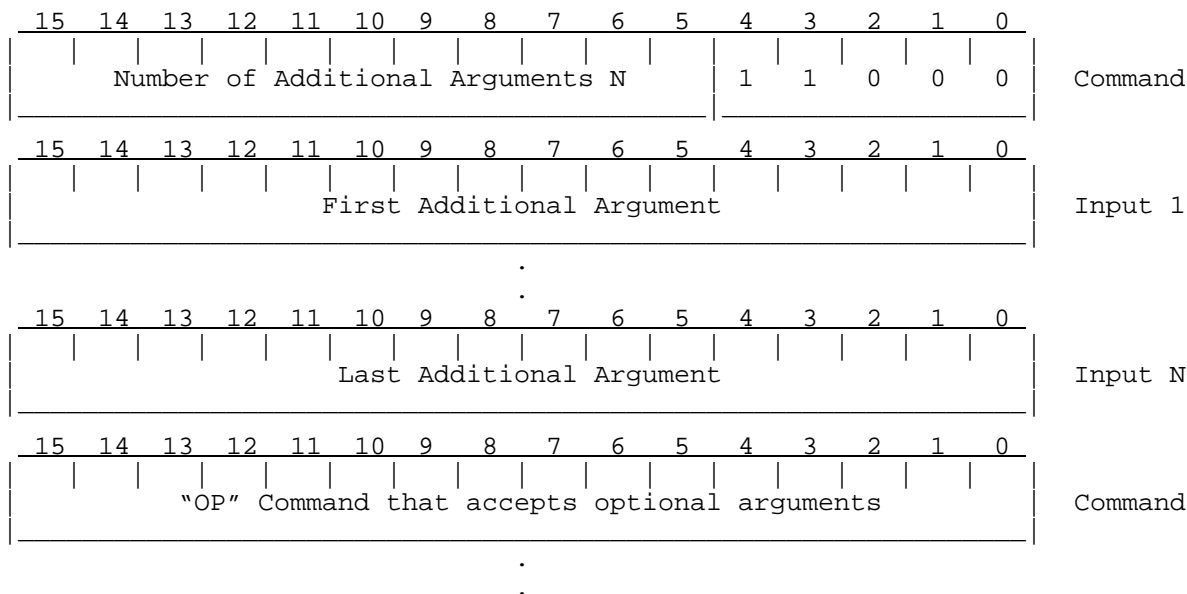 15 14 13 12 11 10 9 8 7 6 5 4 3 2 1 0
Number of Additional Arguments N 1 1 0 0 0 Command
15 14 13 12 11 10 9 8 7 6 5 4 3 2 1 0
First Additional Argument Input 1
.
.
15 14 13 12 11 10 9 8 7 6 5 4 3 2 1 0
Last Additional Argument Input N
15 14 13 12 11 10 9 8 7 6 5 4 3 2 1 0
“OP” Command that accepts optional arguments Command
.
.